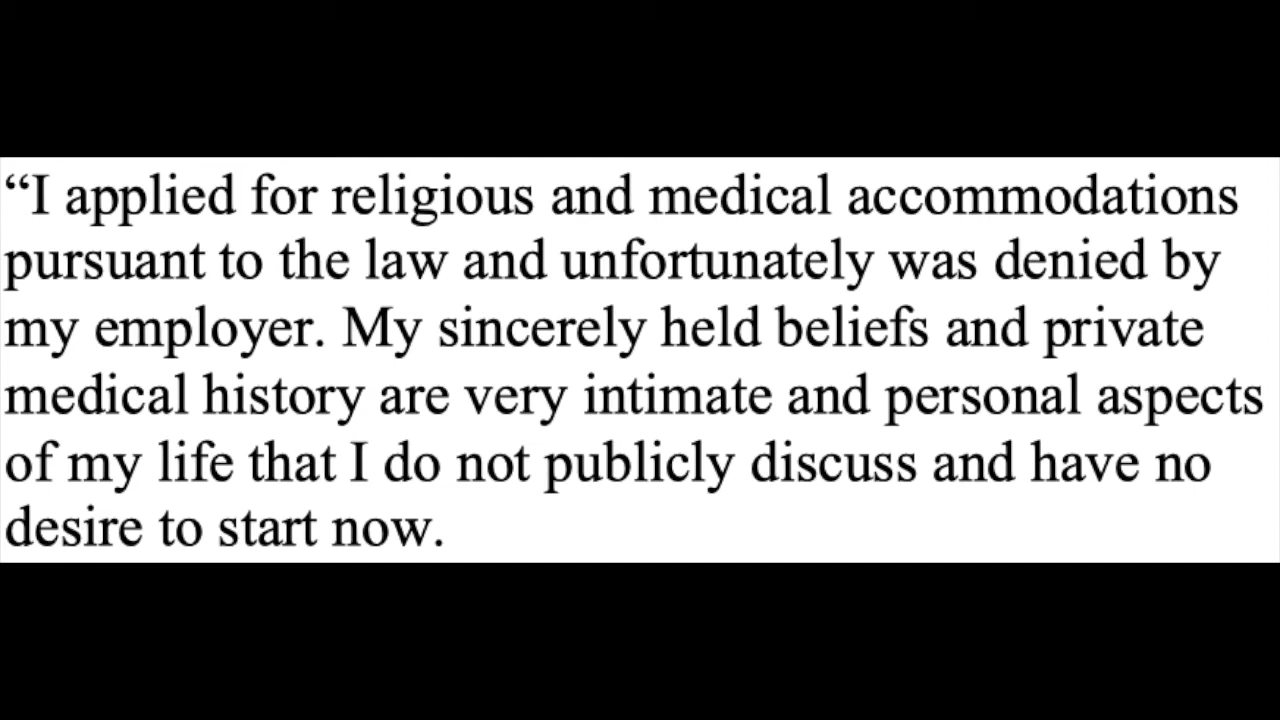 “I applied for religious and medical accommodations
pursuant to the law and unfortunately was denied by
my employer. My sincerely held beliefs and private
medical history are very intimate and personal aspects
of my life that I do not publicly discuss and have no
desire to start now.